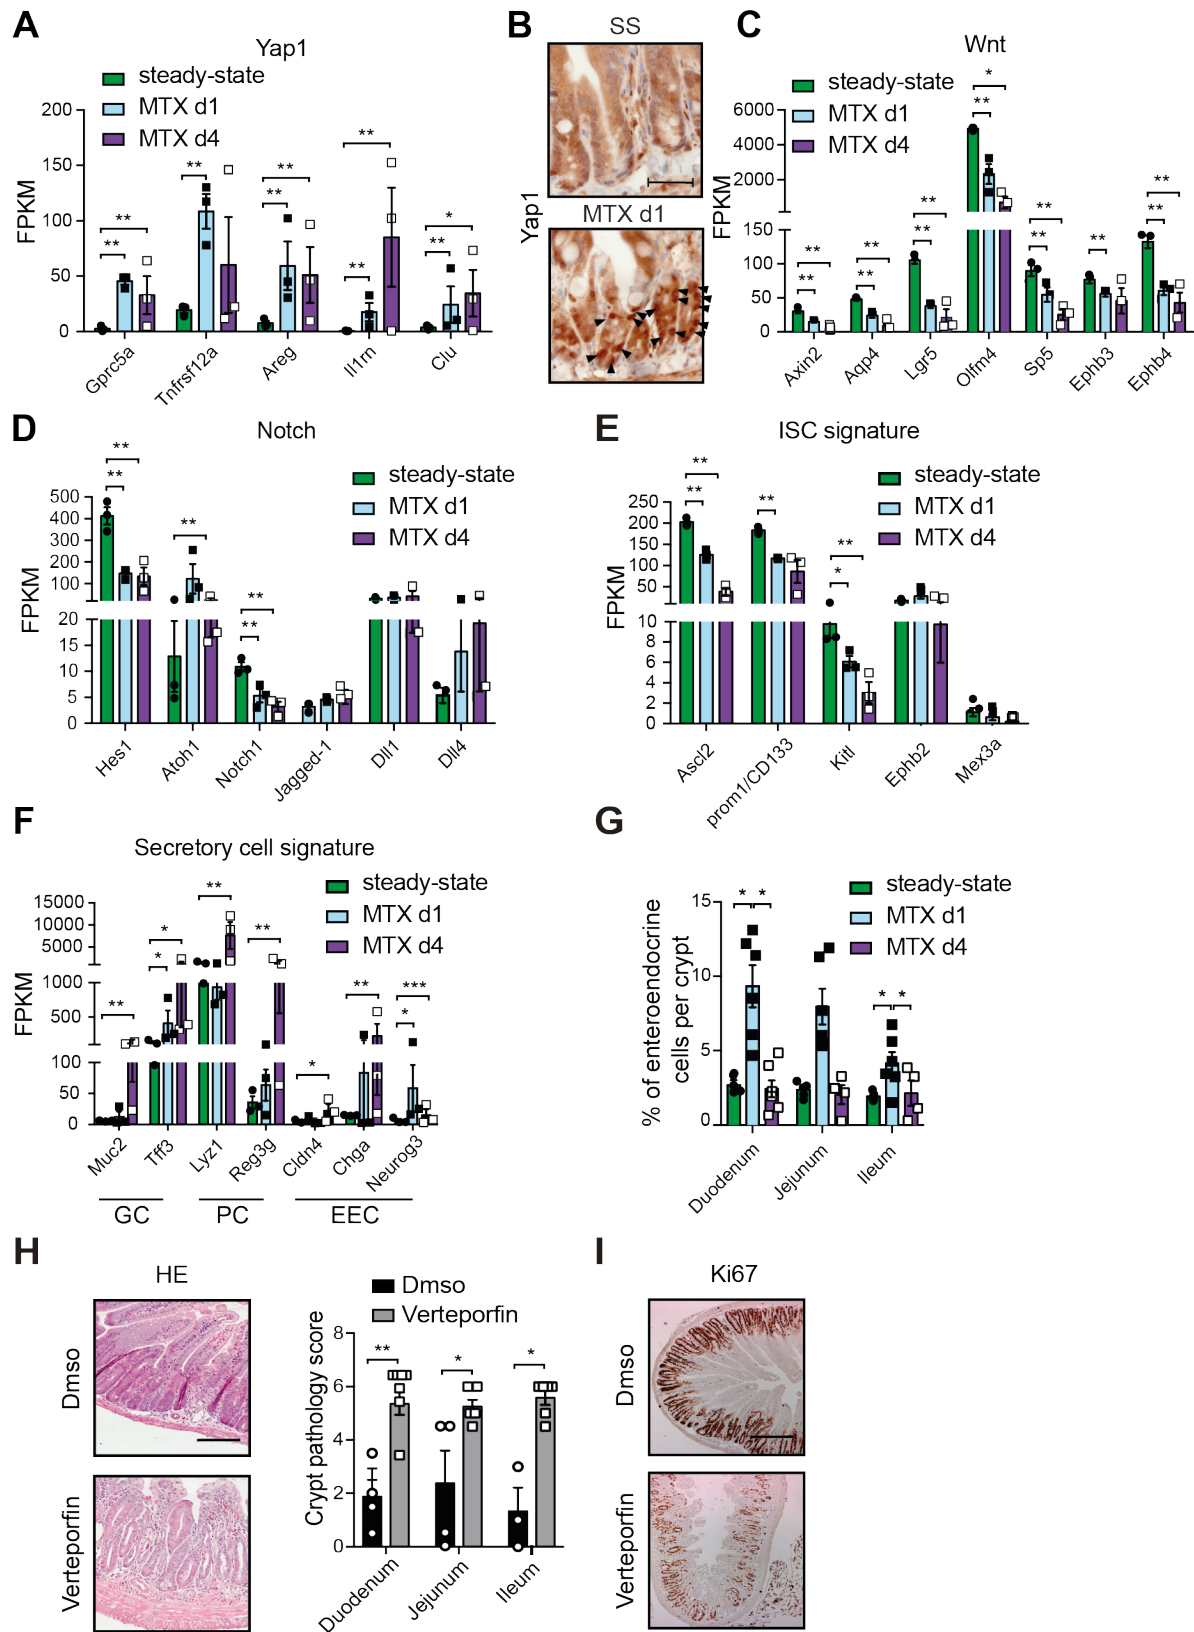 A
Yap1
steady-state
MTX d1
MTX d4
FPKM
200
150
100
50
0
** ** ** ** ** ** ** ** *
Gprc5a
Tnfrsf12a
Areg
Il1rn
Clu
B
SS
Yap1
MTX d1
C
Wnt
steady-state
MTX d1
MTX d4
FPKM
6000
4000
2000
150
100
50
0
** ** ** ** ** ** ** * ** ** ** ** **
Axin2
Aqp4
Lgr5
Olfm4
Sp5
Ephb3
Ephb4
D
Notch
steady-state
MTX d1
MTX d4
FPKM
500
400
300
200
100
20
15
10
5
0
** ** ** ** **
Hes1
Atoh1
Notch1
Jagged-1
Dll1
Dll4
E
ISC signature
steady-state
MTX d1
MTX d4
FPKM
250
200
150
100
50
10
8
6
4
2
0
** ** ** ** *
Ascl2
prom1/CD133
Kitl
Ephb2
Mex3a
F
Secretory cell signature
steady-state
MTX d1
MTX d4
FPKM
15000
10000
5000
1000
500
100
50
0
** * * ** ** * ** *** *
Muc2
Tff3
Lyz1
Reg3g
Cldn4
Chga
Neurog3
GC
PC
EEC
G
steady-state
MTX d1
MTX d4
% of enteroendocrine
cells per crypt
15
10
5
0
* * * *
Duodenum
Jejunum
Ileum
H
HE
Dmso
Verteporfin
Dmso
Verteporfin
Crypt pathology score
8
6
4
2
0
** * *
Duodenum
Jejunum
Ileum
I
Ki67
Dmso
Verteporfin